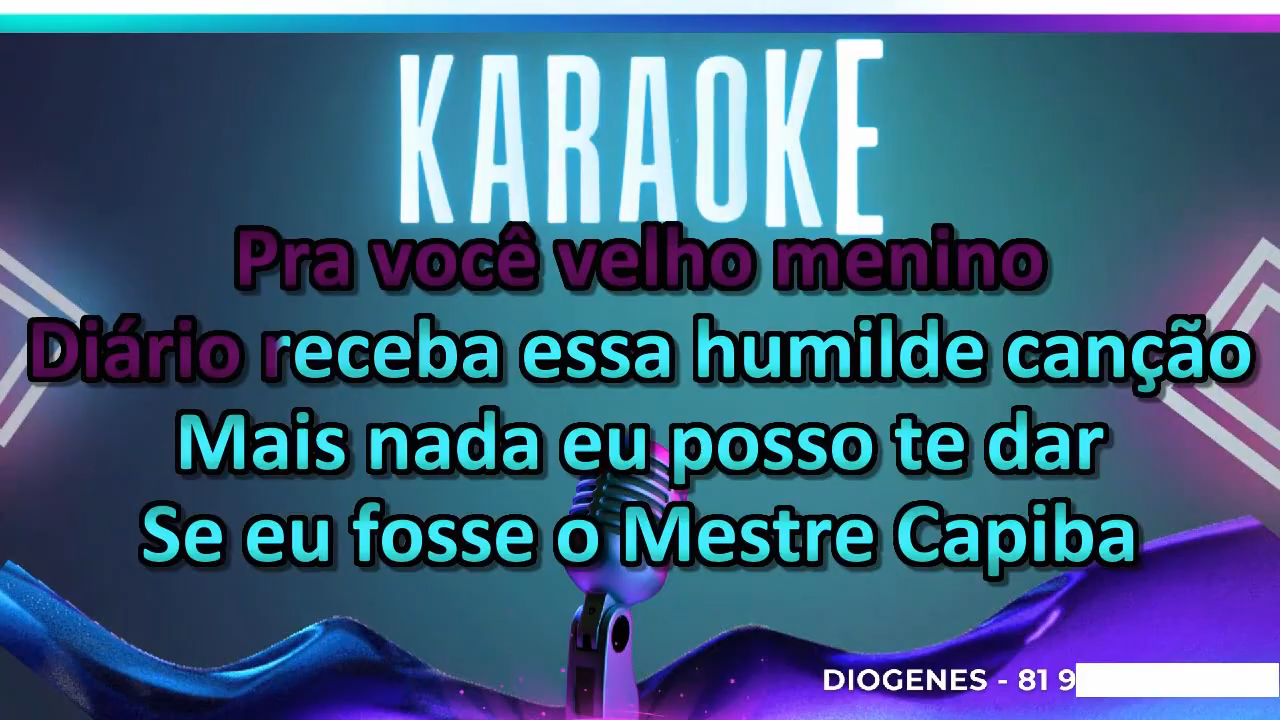 KARAOKE
Pra você velho menino
Diário receba essa humilde canção
Mais nada eu posso te dar
Se eu fosse o Mestre Capiba
DIOGENES - 81 9